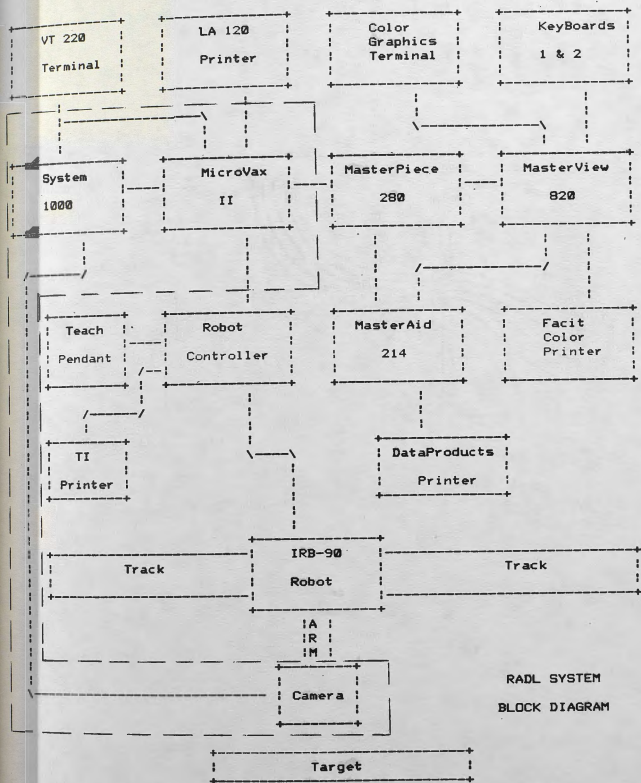 VT 220
Terminal
LA 120
Printer
Color
Graphics
Terminal
KeyBoards
1 & 2
System
1000
MicroVax
II
MasterPiece
280
MasterView
820
Teach
Pendant
Robot
Controller
MasterAid
214
Facit
Color
Printer
TI
Printer
DataProducts
Printer
Track
IRB-90
Robot
Track
A
R
M
Camera
RADL SYSTEM
BLOCK DIAGRAM
Target